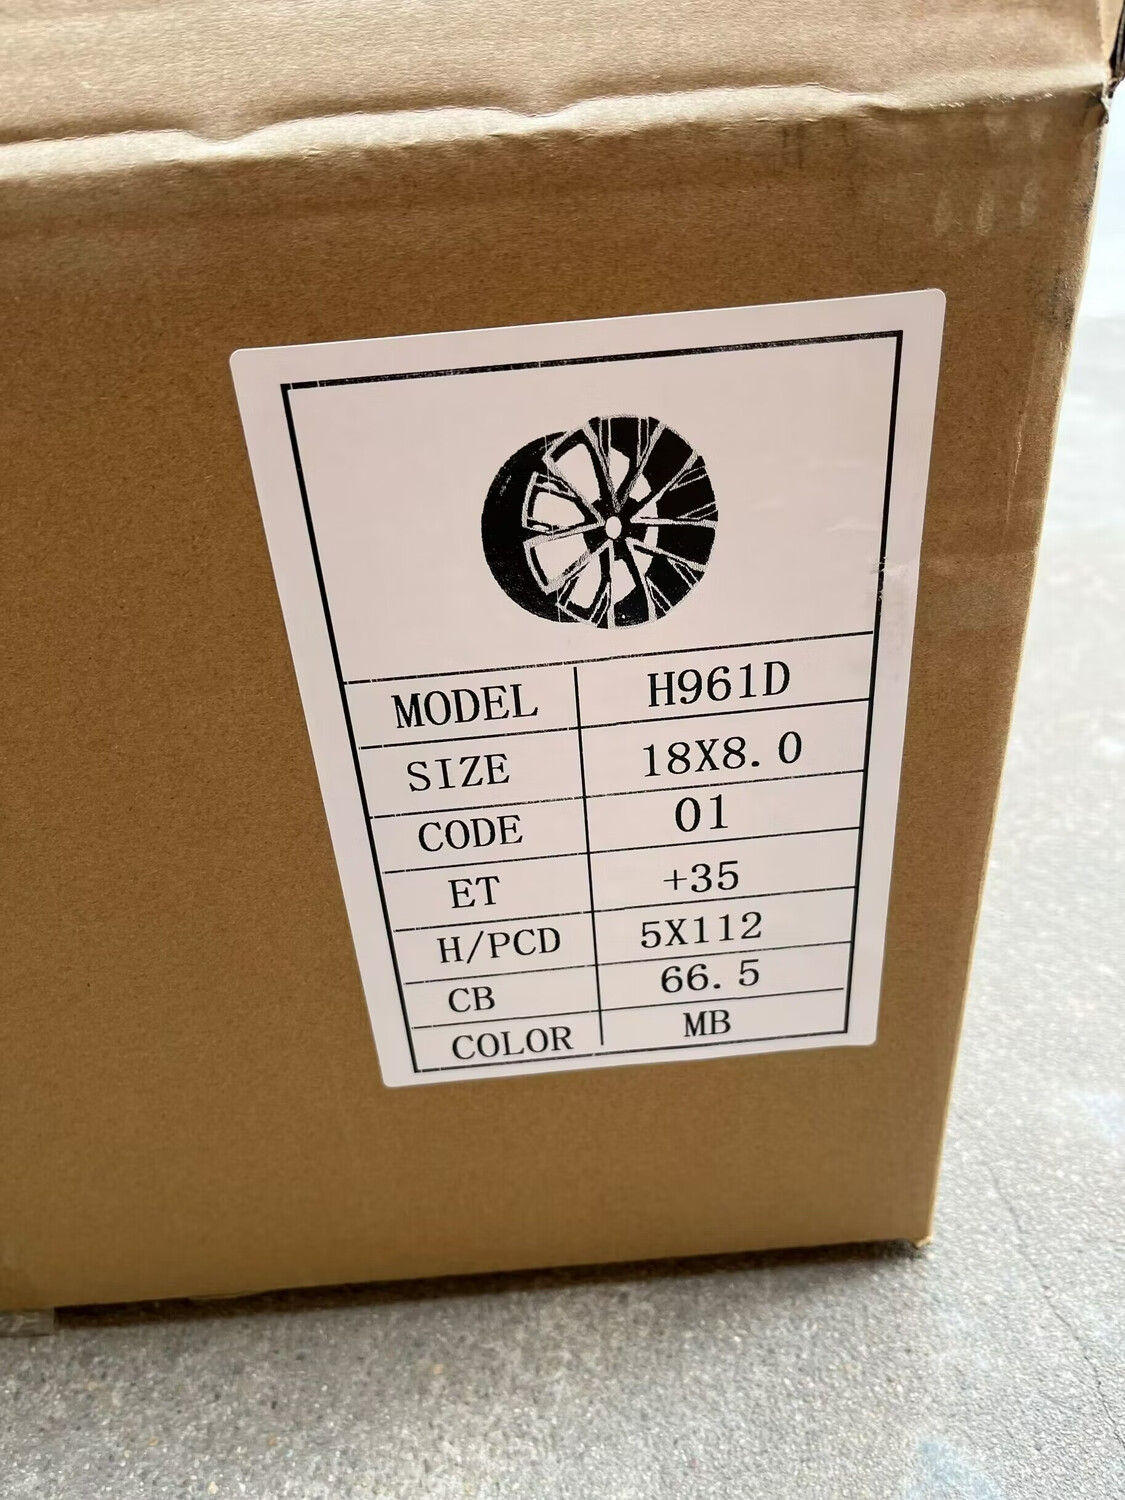 MODEL H961D
SIZE 18X8.0
CODE 01
ET +35
H/PCD 5X112
CB 66.5
COLOR MB